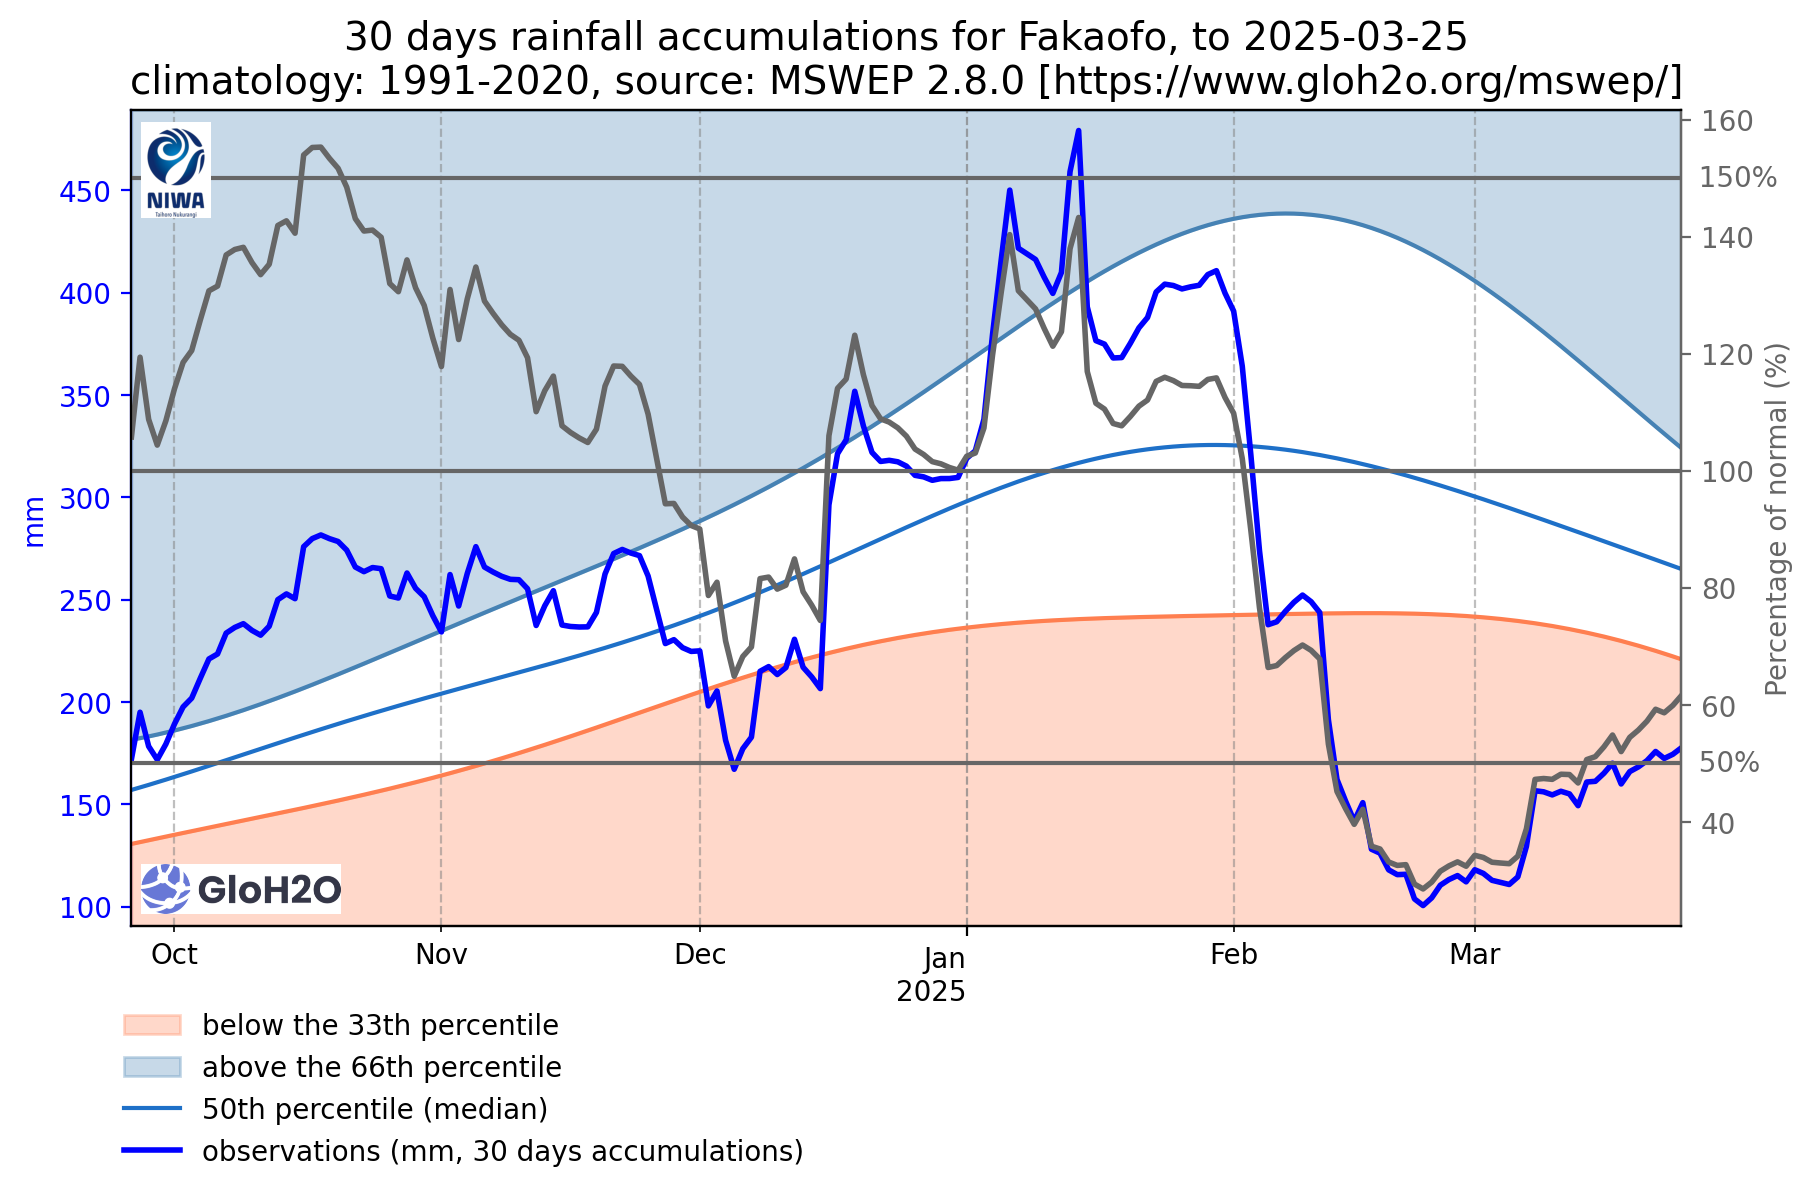 30 days rainfall accumulations for Fakaofo, to 2025-03-25
climatology: 1991-2020, source: MSWEP 2.8.0 [https://www.gloh2o.org/mswep/]
NIWA
Taihoro Nukurangi
450
400
350
300
250
200
150
100
mm
160
150%
140
120
100
80
60
50%
40
Percentage of normal (%)
GloH2O
Oct
Nov
Dec
Jan
2025
Feb
Mar
below the 33th percentile
above the 66th percentile
50th percentile (median)
observations (mm, 30 days accumulations)